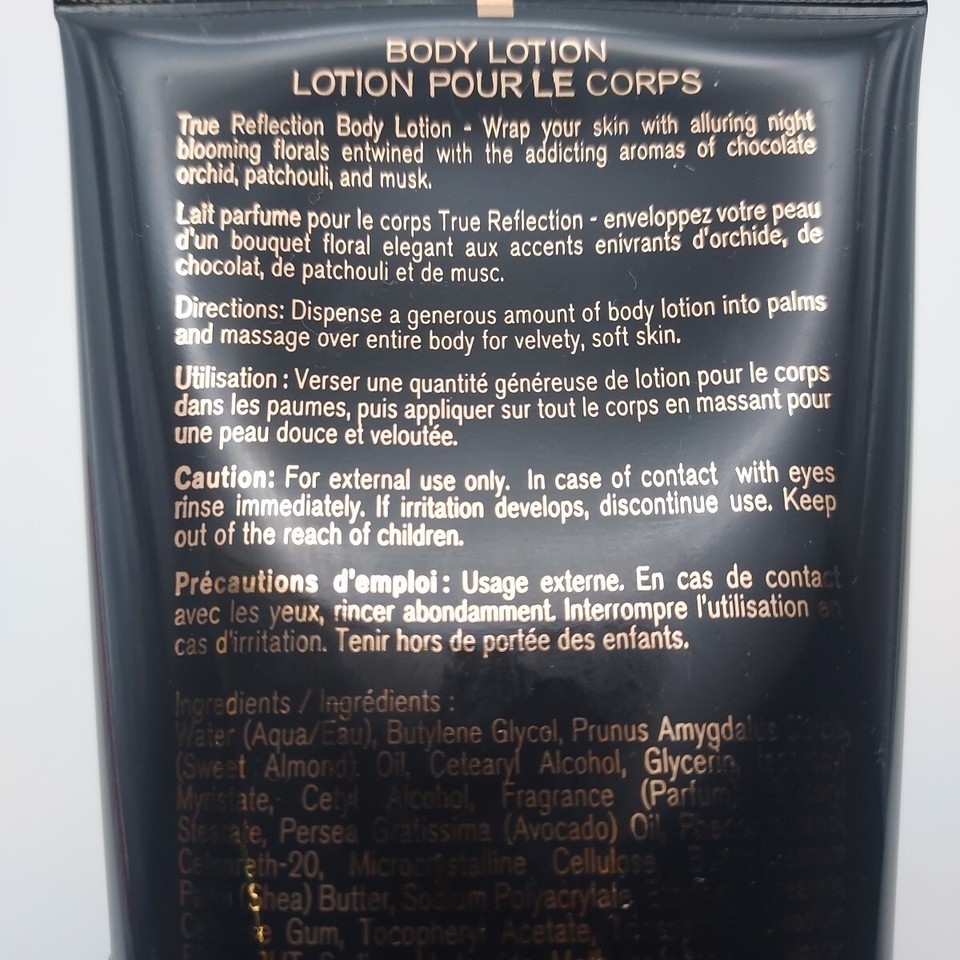 BODY LOTION
LOTION POUR LE CORPS
True Reflection Body Lotion - Wrap your skin with alluring night
blooming florals entwined with the addicting aromas of chocolate
orchid, patchouli, and musk.
Lait parfume pour le corps True Reflection - enveloppez votre peau
d'un bouquet floral elegant aux accents enivrants d'orchide, de
chocolat, de patchouli et de musc.
Directions: Dispense a generous amount of body lotion into palms
and massage over entire body for velvety, soft skin.
Utilisation : Verser une quantité généreuse de lotion pour le corps
dans les paumes, puis appliquer sur tout le corps en massant pour
une peau douce et veloutée.
Caution: For external use only. In case of contact with eyes
rinse immediately. If irritation develops, discontinue use. Keep
out of the reach of children.
Précautions d'emploi : Usage externe. En cas de contact
avec les yeux, rincer abondamment. Interrompre l'utilisation en
cas d'irritation. Tenir hors de portée des enfants.
Ingredients / Ingrédients :
Water (Aqua/Eau), Butylene Glycol, Prunus Amygdalus Dulcis
(Sweet Almond) Oil, Cetearyl Alcohol, Glycerin,
Myristate, Cetyl Alcohol, Fragrance (Parfum),
Stearate, Persea Gratissima (Avocado) Oil,
Ceteareth-20, Microcrystalline Cellulose
(Shea) Butter, Sodium Polyacrylate
Gum, Tocopheryl Acetate,